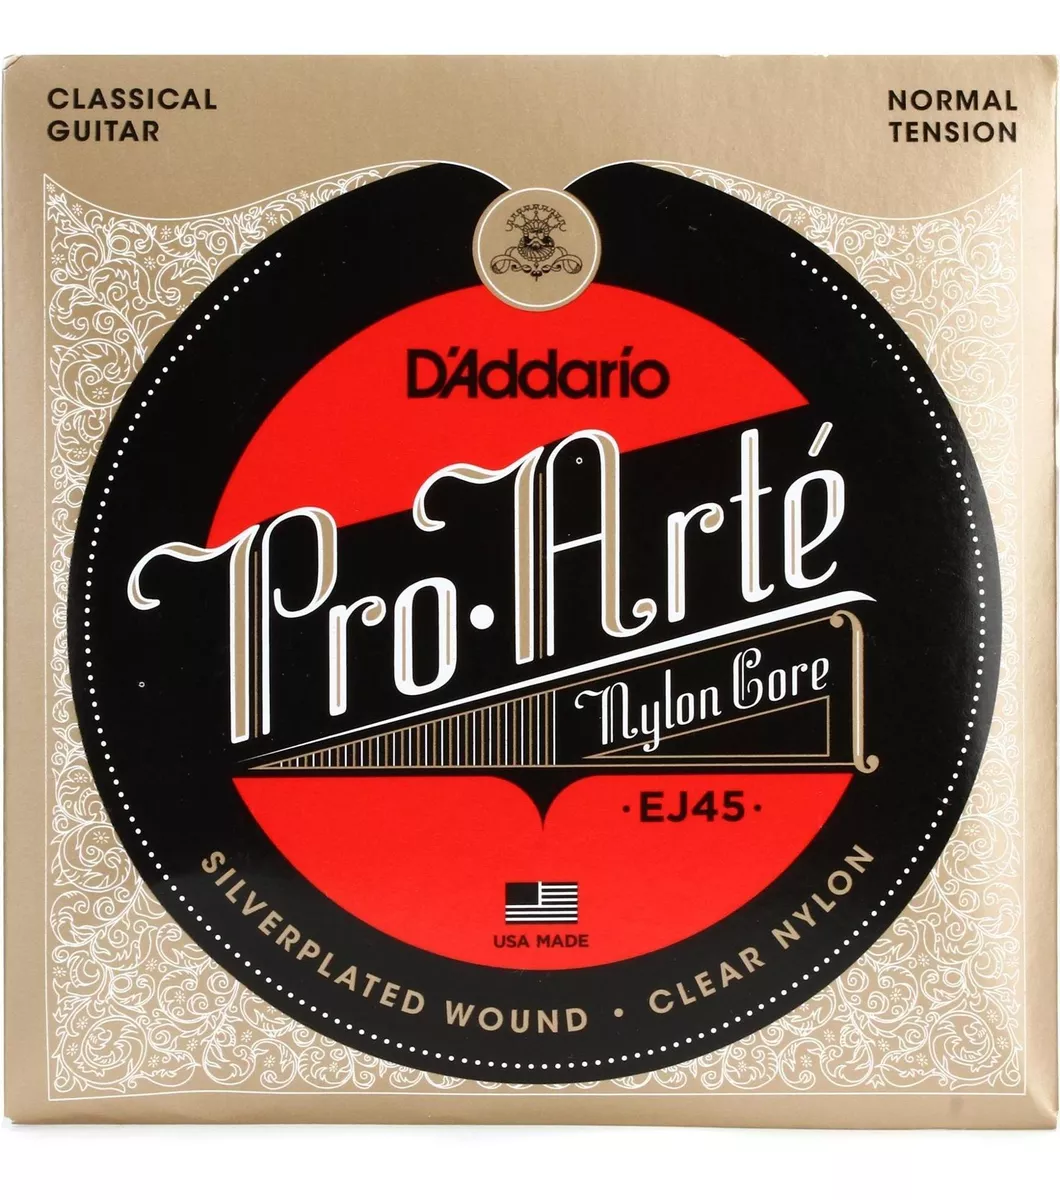 CLASSICAL
GUITAR
NORMAL
TENSION
D'Addario
Pro·Arté
Nylon Core
·EJ45·
USA MADE
SILVERPLATED WOUND · CLEAR NYLON